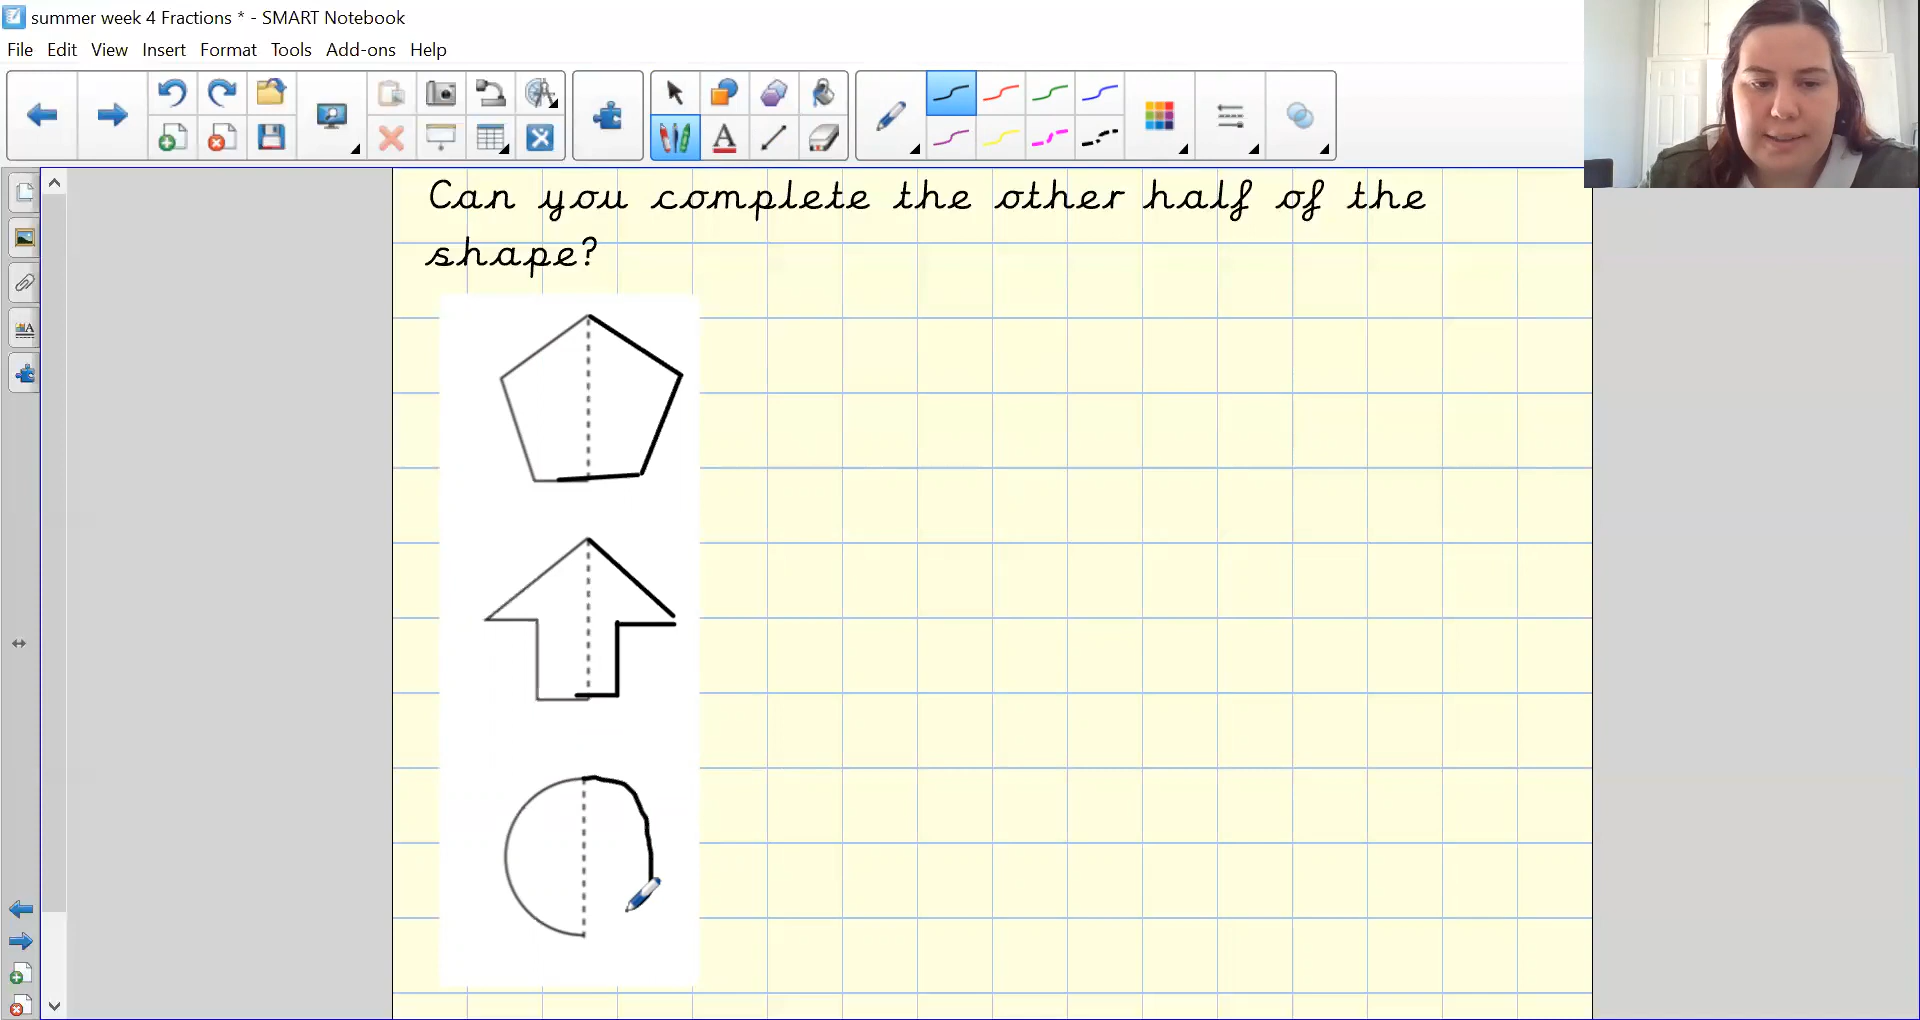 summer week 4 Fractions * - SMART Notebook
File Edit View Insert Format Tools Add-ons Help
Can you complete the other half of the
shape?